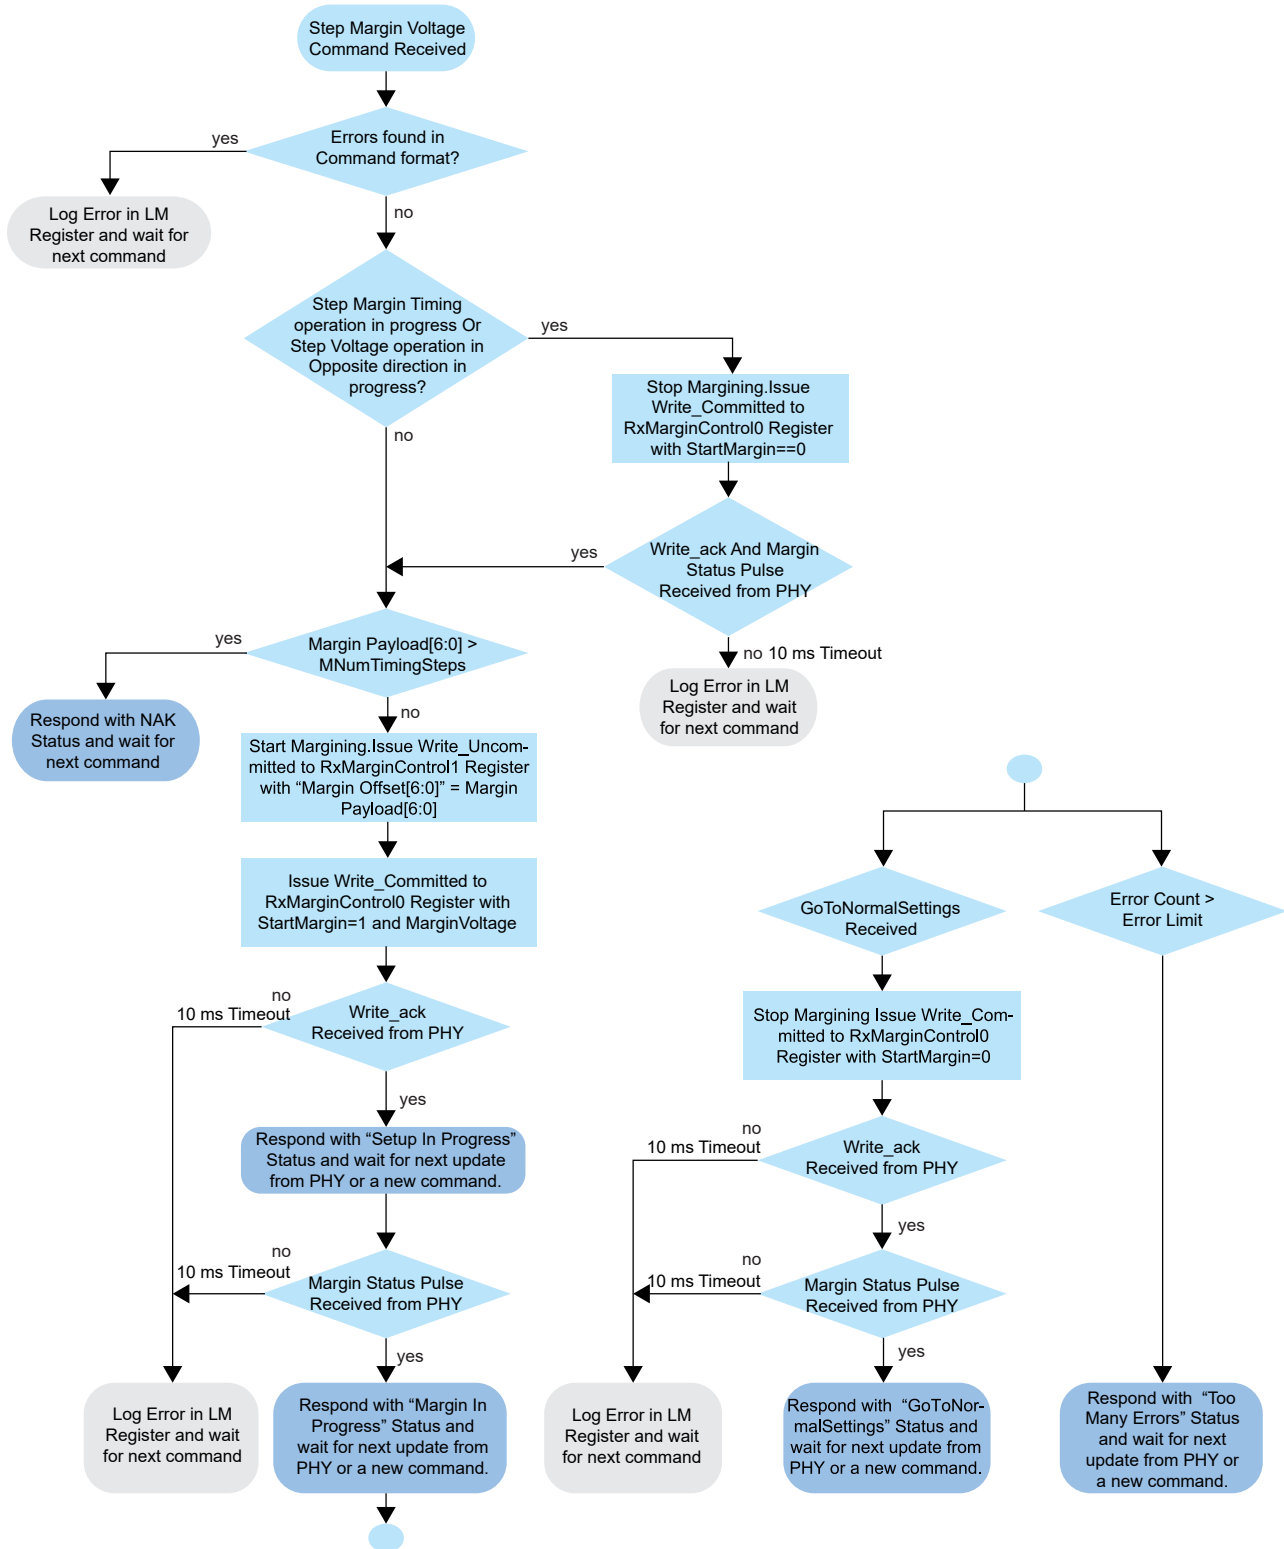 Step Margin Voltage
Command Received
Errors found in
Command format?
yes
Log Error in LM
Register and wait for
next command
no
Step Margin Timing
operation in progress Or
Step Voltage operation in
Opposite direction in
progress?
yes
Stop Margining.Issue
Write_Committed to
RxMarginControl0 Register
with StartMargin==0
no
Write_ack And Margin
Status Pulse
Received from PHY
yes
no 10 ms Timeout
Log Error in LM
Register and wait
for next command
Margin Payload[6:0] >
MNumTimingSteps
yes
Respond with NAK
Status and wait for
next command
no
Start Margining.Issue Write_Uncom-
mitted to RxMarginControl1 Register
with “Margin Offset[6:0]” = Margin
Payload[6:0]
Issue Write_Committed to
RxMarginControl0 Register with
StartMargin=1 and MarginVoltage
Write_ack
Received from PHY
no
10 ms Timeout
yes
Respond with “Setup In Progress”
Status and wait for next update
from PHY or a new command.
Margin Status Pulse
Received from PHY
no
10 ms Timeout
yes
Log Error in LM
Register and wait
for next command
Respond with “Margin In
Progress” Status and
wait for next update from
PHY or a new command.
GoToNormalSettings
Received
Error Count >
Error Limit
Stop Margining Issue Write_Com-
mitted to RxMarginControl0
Register with StartMargin=0
Write_ack
Received from PHY
no
10 ms Timeout
yes
Margin Status Pulse
Received from PHY
no
10 ms Timeout
yes
Log Error in LM
Register and wait
for next command
Respond with “GoToNor-
malSettings” Status and
wait for next update from
PHY or a new command.
Respond with “Too
Many Errors” Status
and wait for next
update from PHY or
a new command.